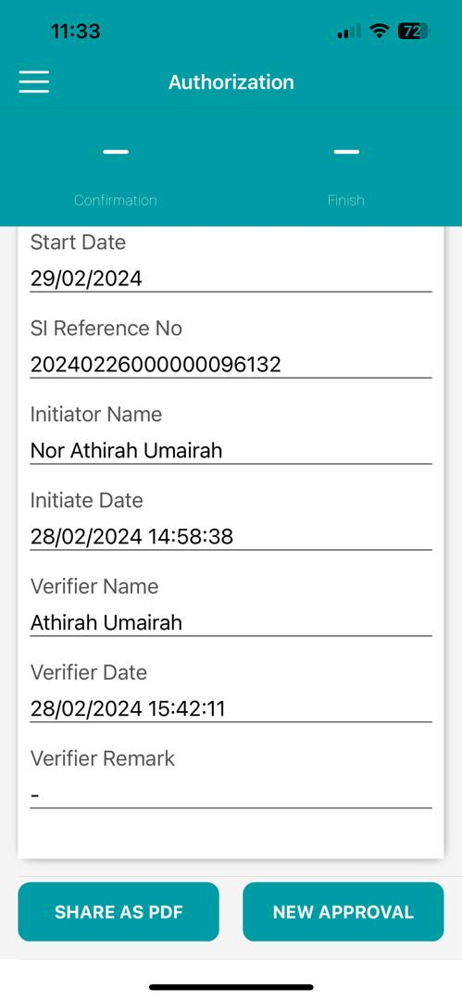 11:33
72
Authorization
Confirmation Finish
Start Date
29/02/2024
SI Reference No
20240226000000096132
Initiator Name
Nor Athirah Umairah
Initiate Date
28/02/2024 14:58:38
Verifier Name
Athirah Umairah
Verifier Date
28/02/2024 15:42:11
Verifier Remark
-
SHARE AS PDF NEW APPROVAL